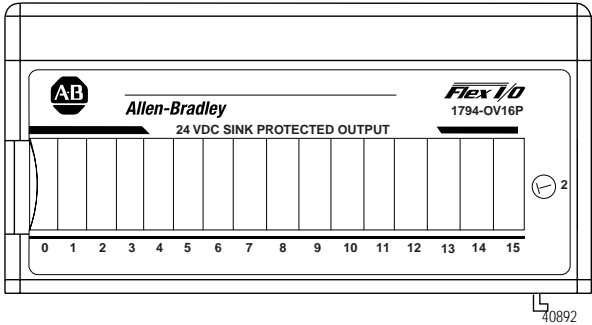 AB
Allen-Bradley
Flex I/O
1794-OV16P
24 VDC SINK PROTECTED OUTPUT
2
0 1 2 3 4 5 6 7 8 9 10 11 12 13 14 15
40892